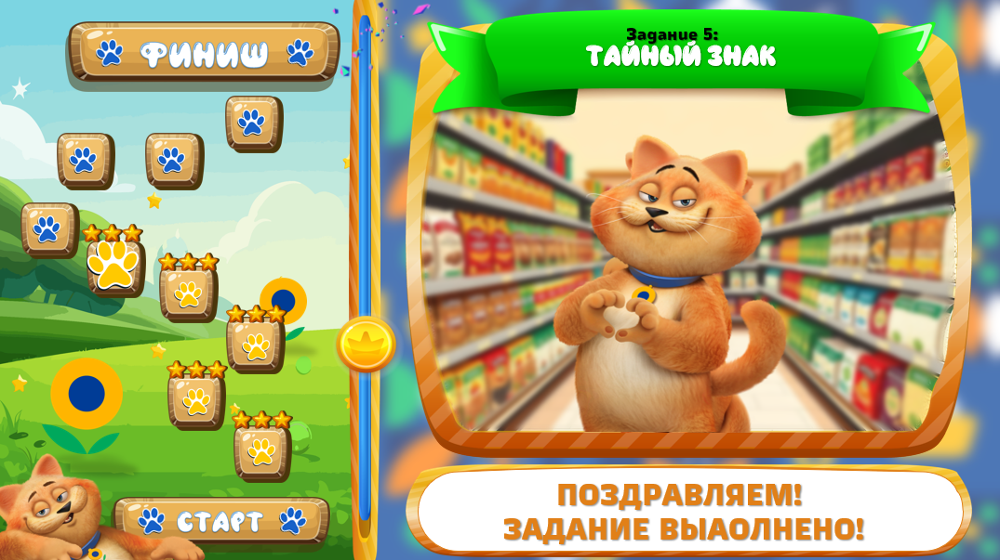 ФИНИШ
СТАРТ
Задание 5:
ТАЙНЫЙ ЗНАК
ПОЗДРАВЛЯЕМ!
ЗАДАНИЕ ВЫАОЛНЕНО!